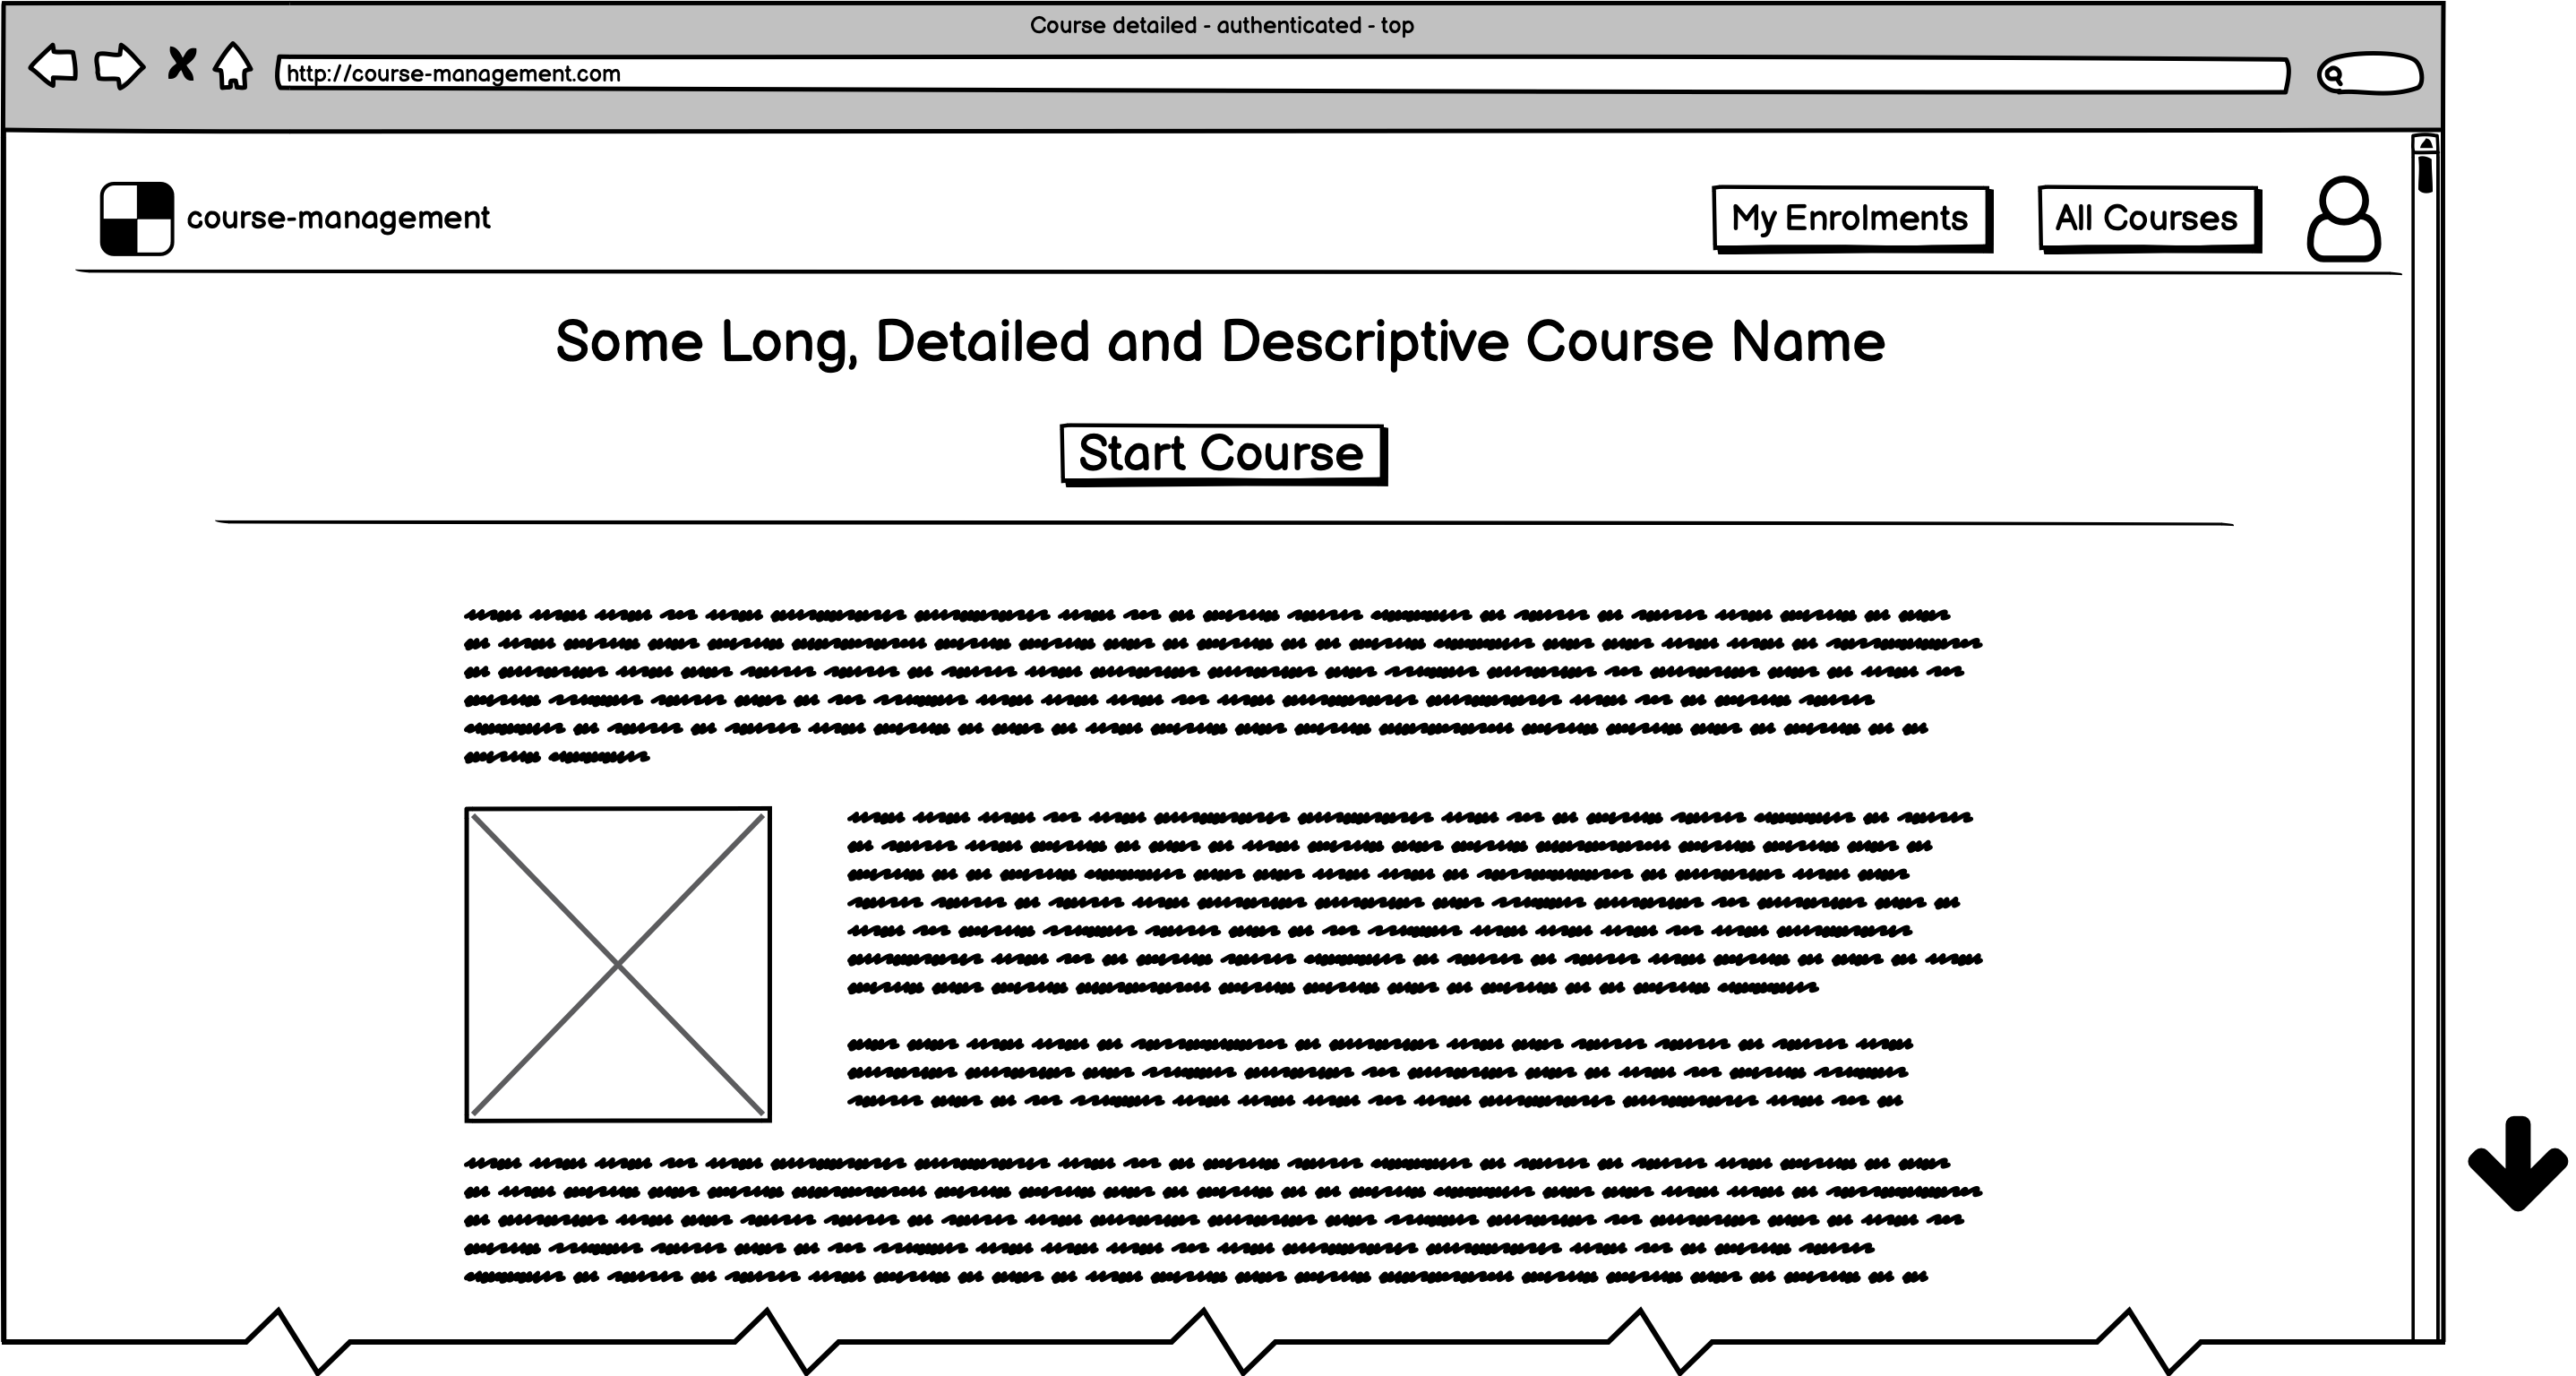 Course detailed - authenticated - top
http://course-management.com
course-management
My Enrolments
All Courses
Some Long, Detailed and Descriptive Course Name
Start Course